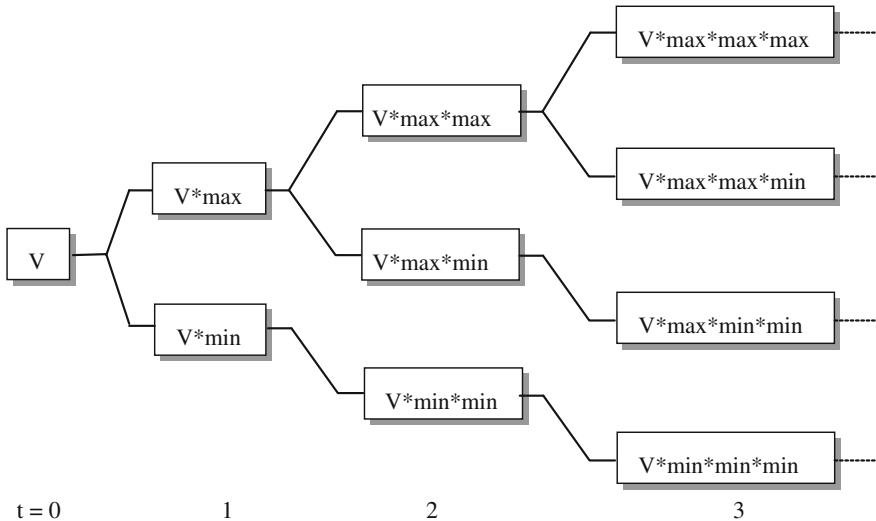 V*max*max*max
V*max*max
V*max*max*min
V*max
V
V*max*min
V*max*min*min
V*min
V*min*min
V*min*min*min
t = 0 1 2 3